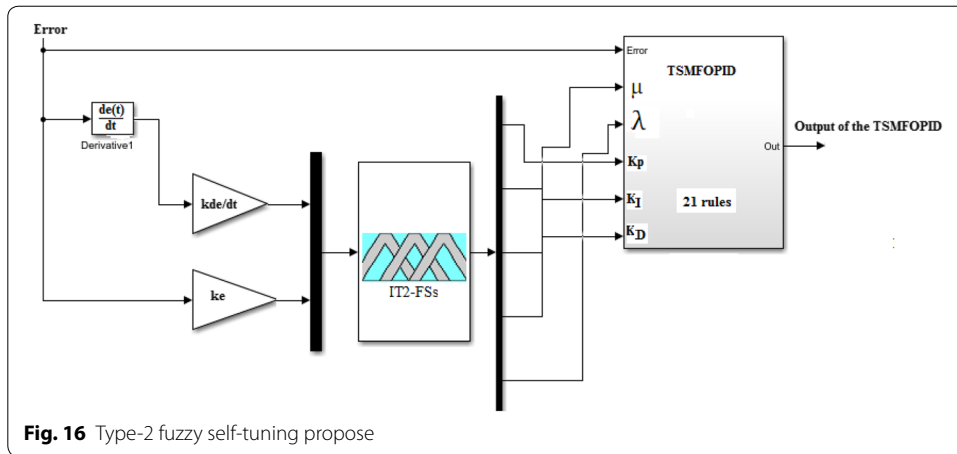 Error
de(t)
dt
Derivative1
kde/dt
ke
IT2-FSs
Error
TSMFOPID
μ
λ
Kp
KI
KD
21 rules
Out
Output of the TSMFOPID
:
Fig. 16 Type-2 fuzzy self-tuning propose